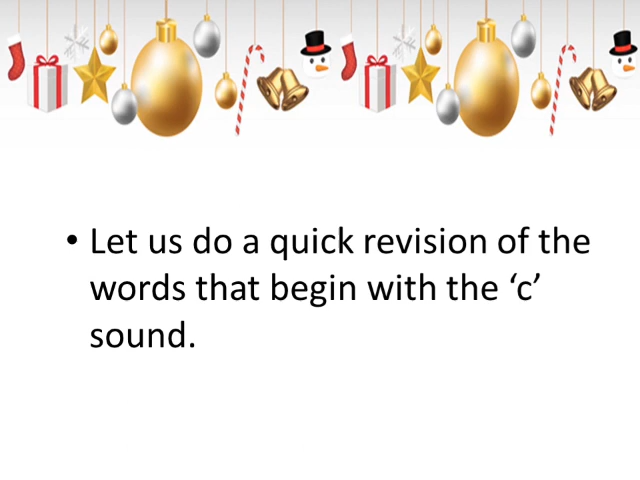 • Let us do a quick revision of the
words that begin with the ‘c’
sound.